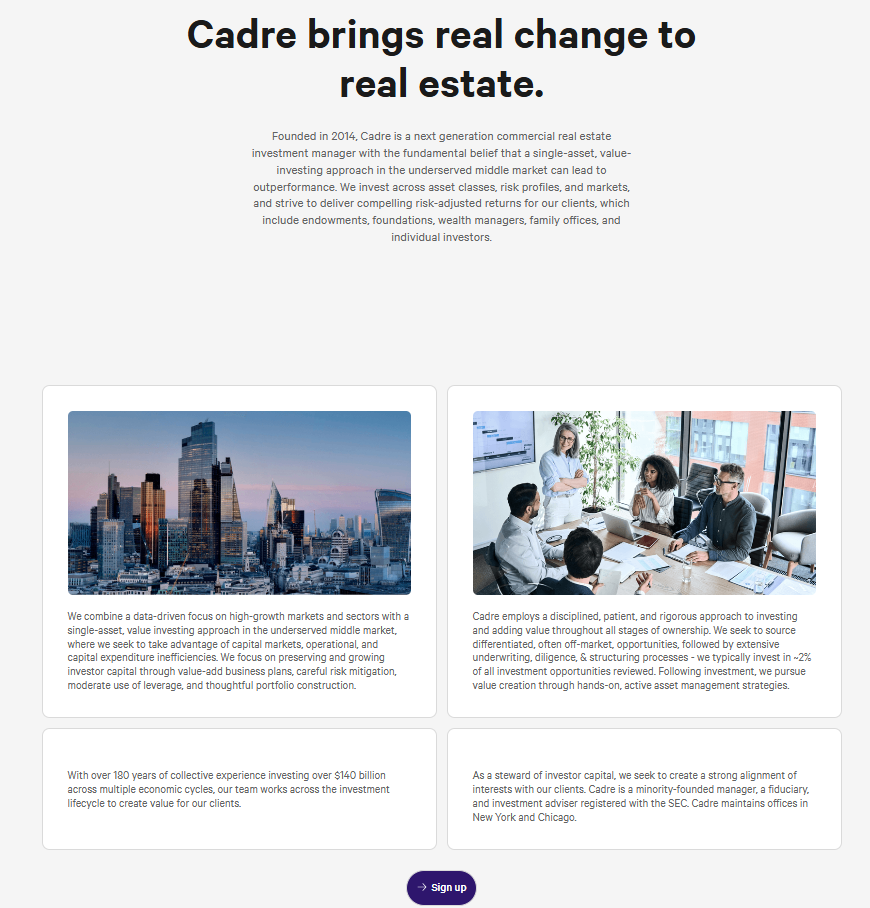 Cadre brings real change to
real estate.
Founded in 2014, Cadre is a next generation commercial real estate
investment manager with the fundamental belief that a single-asset, value-
investing approach in the underserved middle market can lead to
outperformance. We invest across asset classes, risk profiles, and markets,
and strive to deliver compelling risk-adjusted returns for our clients, which
include endowments, foundations, wealth managers, family offices, and
individual investors.
We combine a data-driven focus on high-growth markets and sectors with a
single-asset, value investing approach in the underserved middle market,
where we seek to take advantage of capital markets, operational, and
capital expenditure inefficiencies. We focus on preserving and growing
investor capital through value-add business plans, careful risk mitigation,
moderate use of leverage, and thoughtful portfolio construction.
Cadre employs a disciplined, patient, and rigorous approach to investing
and adding value throughout all stages of ownership. We seek to source
differentiated, often off-market, opportunities, followed by extensive
underwriting, diligence, & structuring processes - we typically invest in ~2%
of all investment opportunities reviewed. Following investment, we pursue
value creation through hands-on, active asset management strategies.
With over 180 years of collective experience investing over $140 billion
across multiple economic cycles, our team works across the investment
lifecycle to create value for our clients.
As a steward of investor capital, we seek to create a strong alignment of
interests with our clients. Cadre is a minority-founded manager, a fiduciary,
and investment adviser registered with the SEC. Cadre maintains offices in
New York and Chicago.
→ Sign up